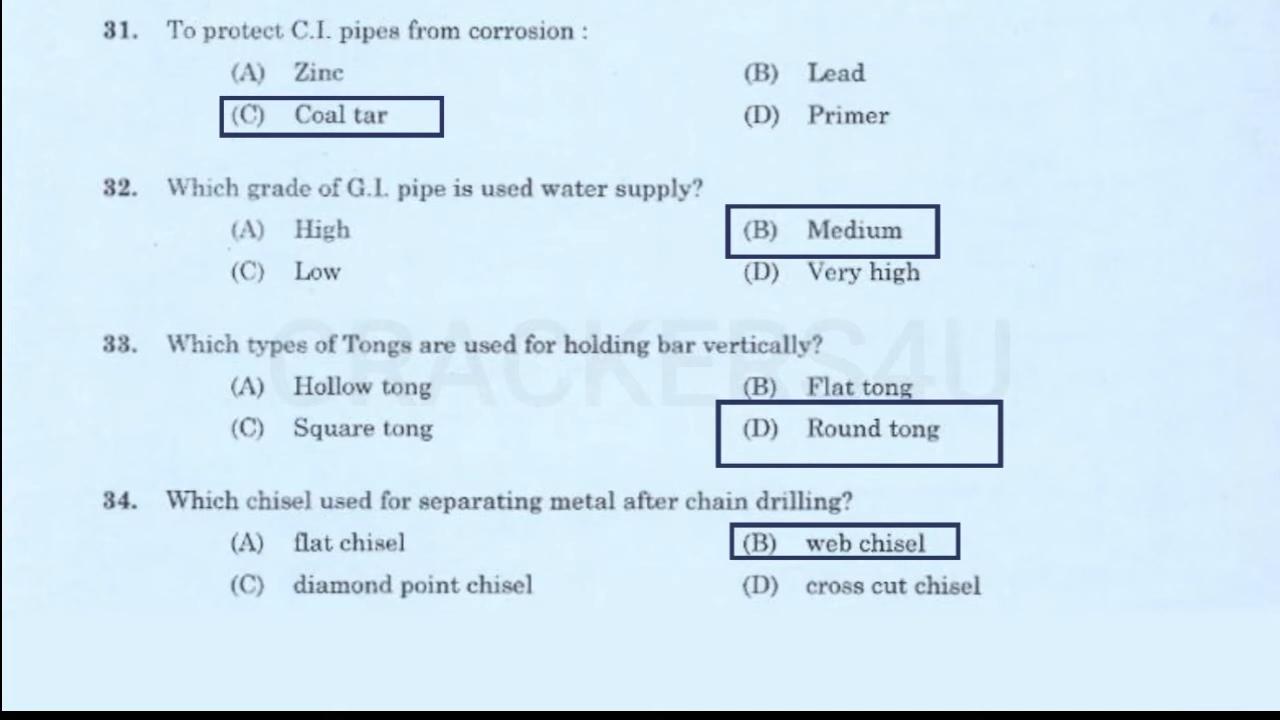 31. To protect C.I. pipes from corrosion :
(A) Zinc (B) Lead
(C) Coal tar (D) Primer
32. Which grade of G.I. pipe is used water supply?
(A) High (B) Medium
(C) Low (D) Very high
CRACKERS4U
33. Which types of Tongs are used for holding bar vertically?
(A) Hollow tong (B) Flat tong
(C) Square tong (D) Round tong
34. Which chisel used for separating metal after chain drilling?
(A) flat chisel (B) web chisel
(C) diamond point chisel (D) cross cut chisel